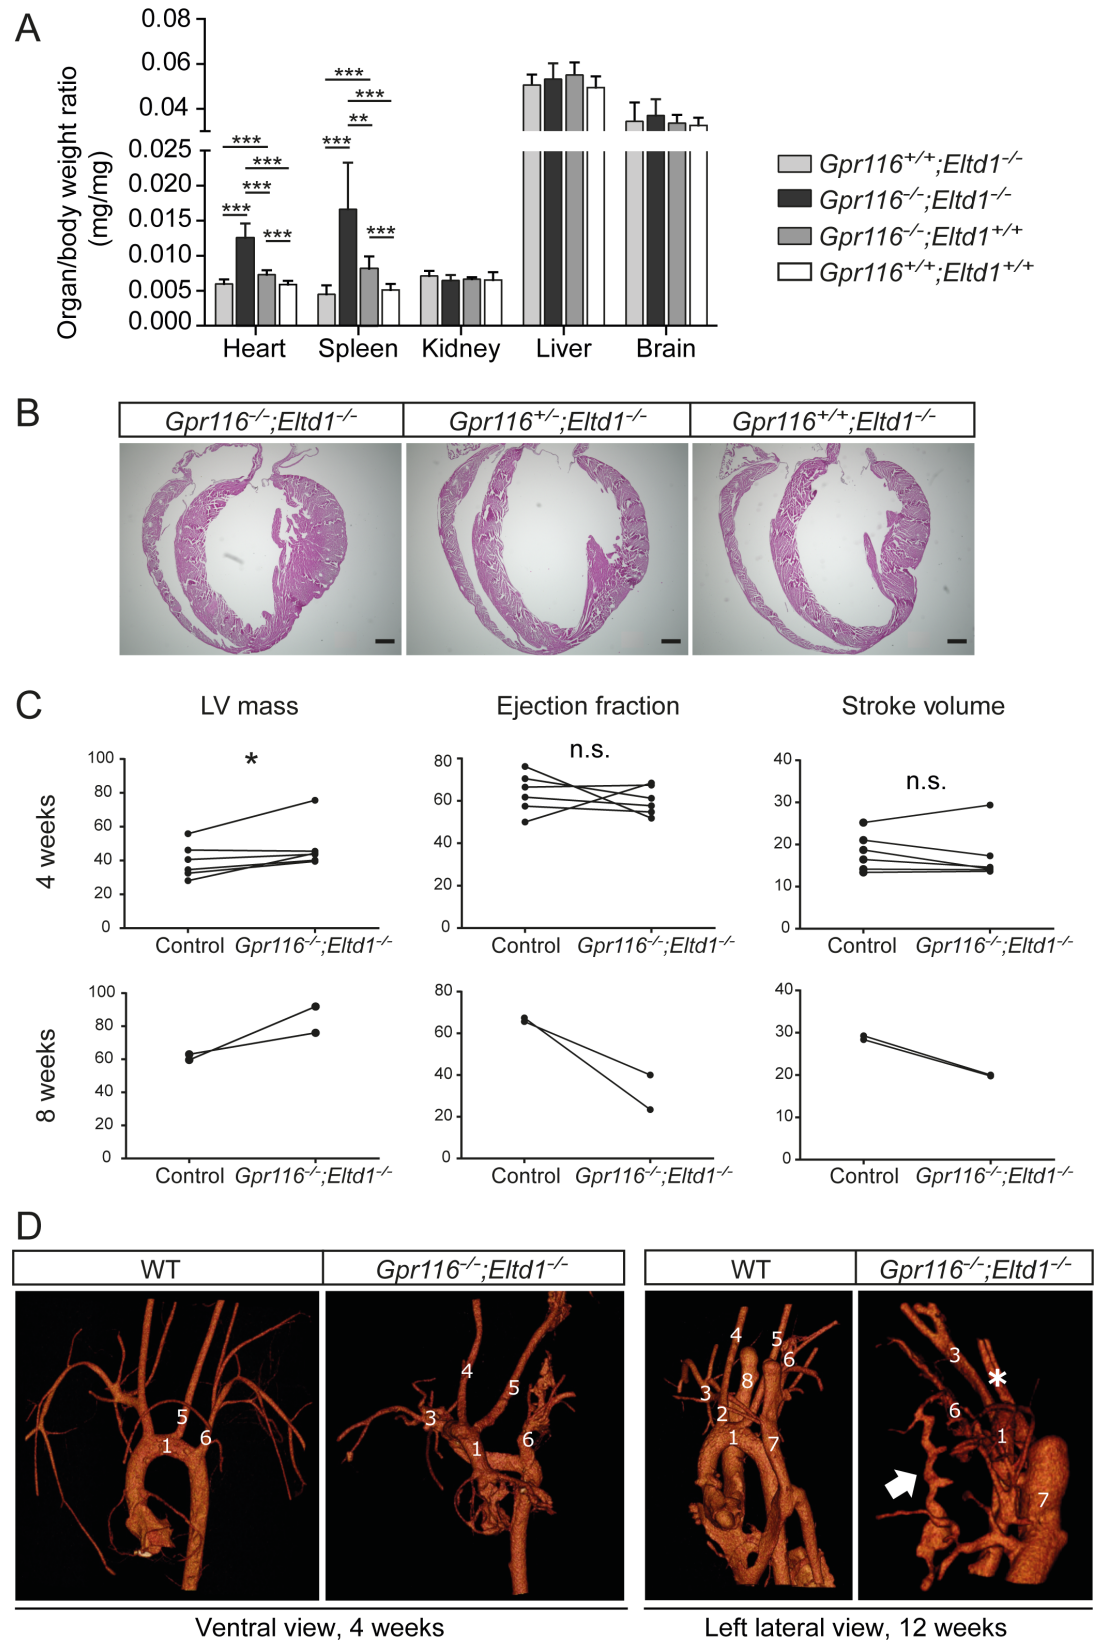 A
Organ/body weight ratio
(mg/mg)
0.08
0.06
0.04
0.025
0.020
0.015
0.010
0.005
0.000
*** *** *** *** ***
*** *** ** *** ***
Heart Spleen Kidney Liver Brain
Gpr116+/+;Eltd1-/-
Gpr116-/-;Eltd1-/-
Gpr116-/-;Eltd1+/+
Gpr116+/+;Eltd1+/+
B
Gpr116-/-;Eltd1-/- Gpr116+/-;Eltd1-/- Gpr116+/+;Eltd1-/-
C
LV mass Ejection fraction Stroke volume
4 weeks
100
80
60
40
20
0
*
Control Gpr116-/-;Eltd1-/-
80
60
40
20
0
n.s.
Control Gpr116-/-;Eltd1-/-
40
30
20
10
0
n.s.
Control Gpr116-/-;Eltd1-/-
8 weeks
100
80
60
40
20
0
Control Gpr116-/-;Eltd1-/-
80
60
40
20
0
Control Gpr116-/-;Eltd1-/-
40
30
20
10
0
Control Gpr116-/-;Eltd1-/-
D
WT Gpr116-/-;Eltd1-/- WT Gpr116-/-;Eltd1-/-
5
1 6
4
5
3
1 6
4 5
6
8
3
2
1 7
3
*
6
1
7
Ventral view, 4 weeks Left lateral view, 12 weeks